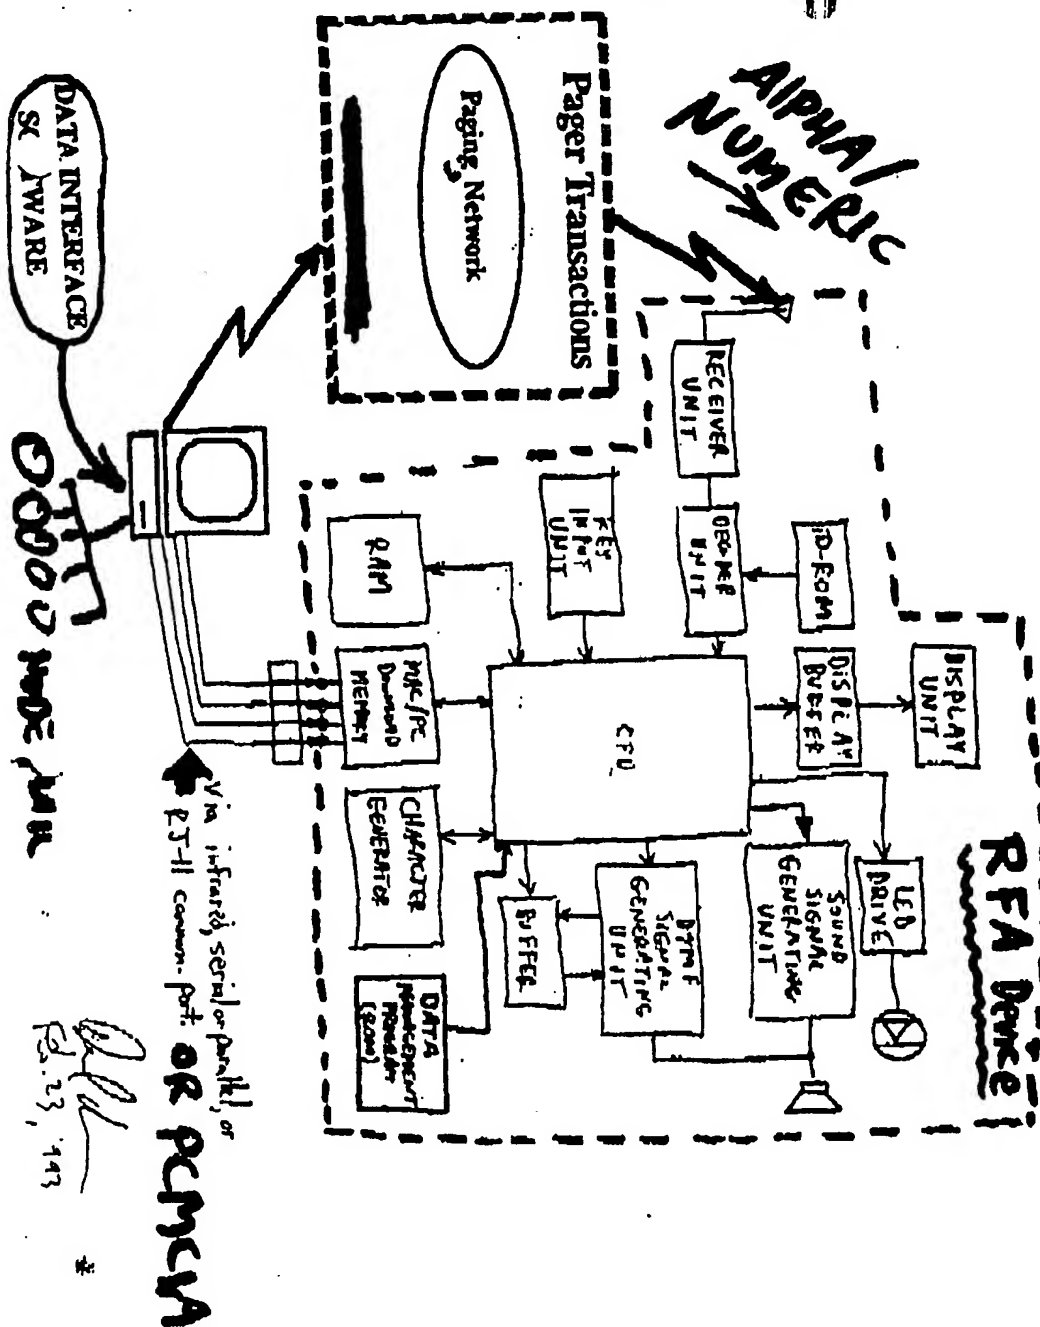 ALPHA/
NUMERIC
Pager Transactions
Paging Network
DATA INTERFACE
WARE
RFA Device
RECEIVER
UNIT
iD-ROM
UNIT
KEY
INPUT
UNIT
RAM
DISPLAY
UNIT
DISPLAY
BUFFER
CPU
MAC/PC
Download
MEMORY
CHARACTER
GENERATOR
DATA
MANAGEMENT
PROGRAM
(ROM)
BUFFER
DTMF
SIGNAL
GENERATING
UNIT
SOUND
SIGNAL
GENERATING
UNIT
LED
DRIVE
Via infrared, serial or parallel, or
RJ-11 comm. port. OR PCMCIA
*